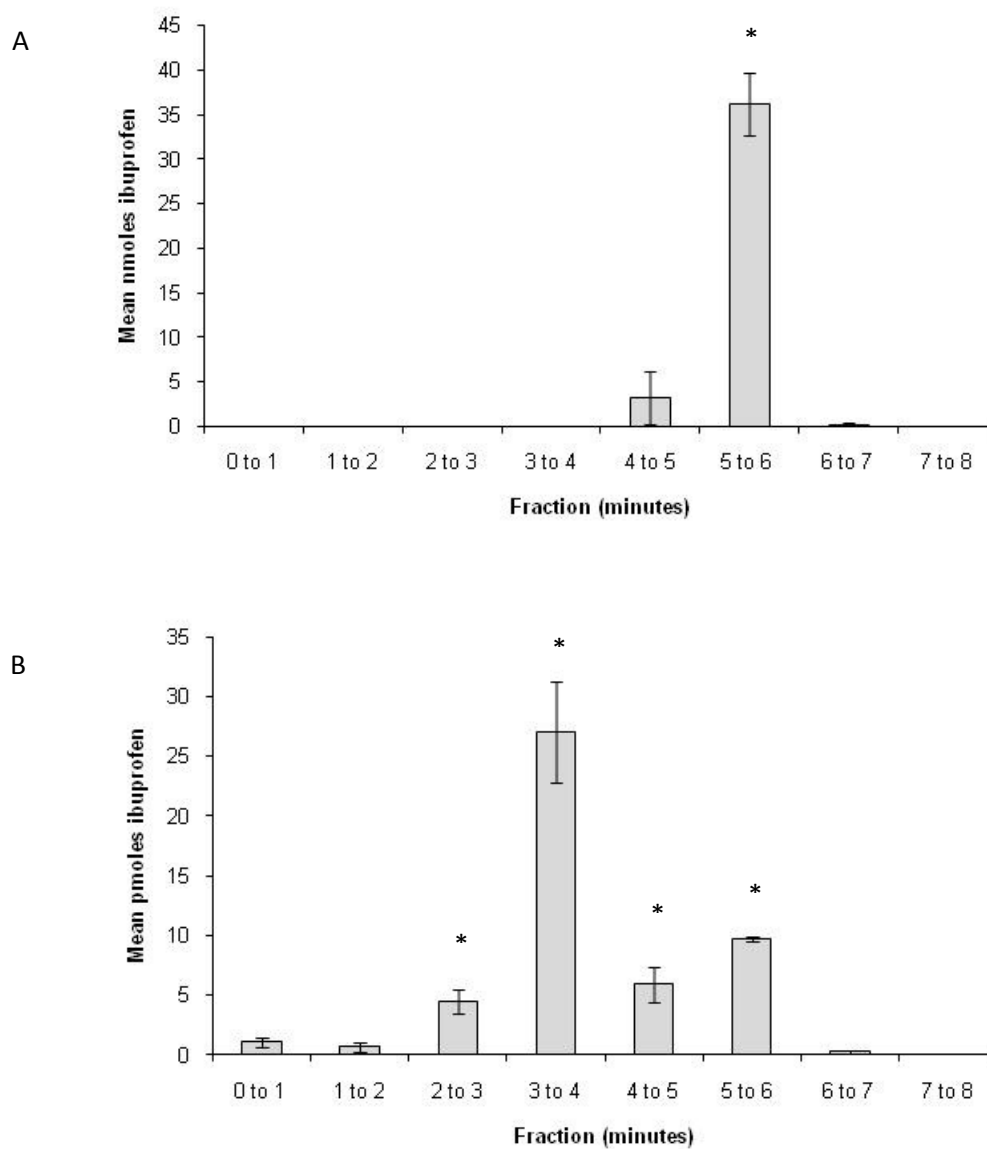 A
*
45
40
35
30
25
20
15
10
5
0
Mean nmoles ibuprofen
0 to 1 1 to 2 2 to 3 3 to 4 4 to 5 5 to 6 6 to 7 7 to 8
Fraction (minutes)
B
*
*
*
*
35
30
25
20
15
10
5
0
Mean pmoles ibuprofen
0 to 1 1 to 2 2 to 3 3 to 4 4 to 5 5 to 6 6 to 7 7 to 8
Fraction (minutes)